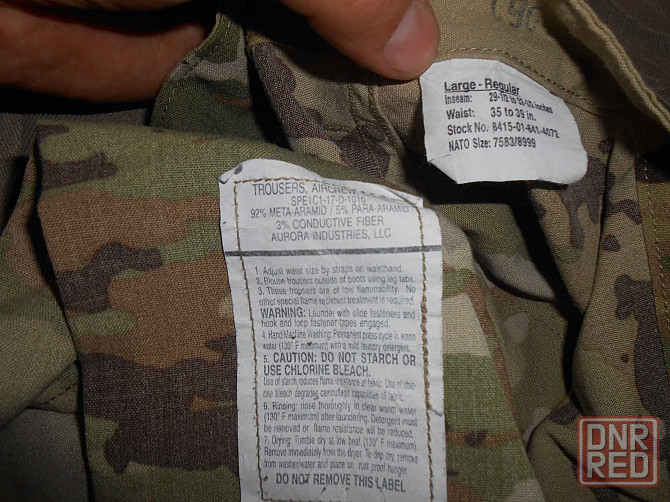 Large - Regular
Inseam: 29-1/2 to inches
Waist: 35 to 39 in.
Stock No. 8415-01-641-4072
NATO Size: 7583/8999
TROUSERS, AIRCREW,
SPE1C1-17-D-1016
92% META-ARAMID / 5% PARA-ARAMID
3% CONDUCTIVE FIBER
AURORA INDUSTRIES, LLC
1. Adjust waist size by straps on waistband.
2. Blouse trouters outside of boots using leg tabs.
3. These trousers are of low flammability. No
other special flame resistant treatment is required.
WARNING: Launder with slide fasteners and
hook and loop fastener tapes engaged.
4. Hand/Machine Washing: Permanent press cycle in warm
water (130° F maximum) with a mild laundry detergent.
5. CAUTION: DO NOT STARCH OR
USE CHLORINE BLEACH.
Use of starch reduces flame resistance of fabric. Use of chlo-
rine bleach degrades camouflage capabilities of fabric.
6. Rinsing: rinse thoroughly in clear warm water
(130° F maximum) after laundering. Detergent must
be removed or flame resistance will be reduced.
7. Drying: Tumble dry at low heat (130° F maximum).
Remove immediately from the dryer. To drip dry, remove
from washer/water and place on rust proof hanger
DO NOT REMOVE THIS LABEL
DNR
RED